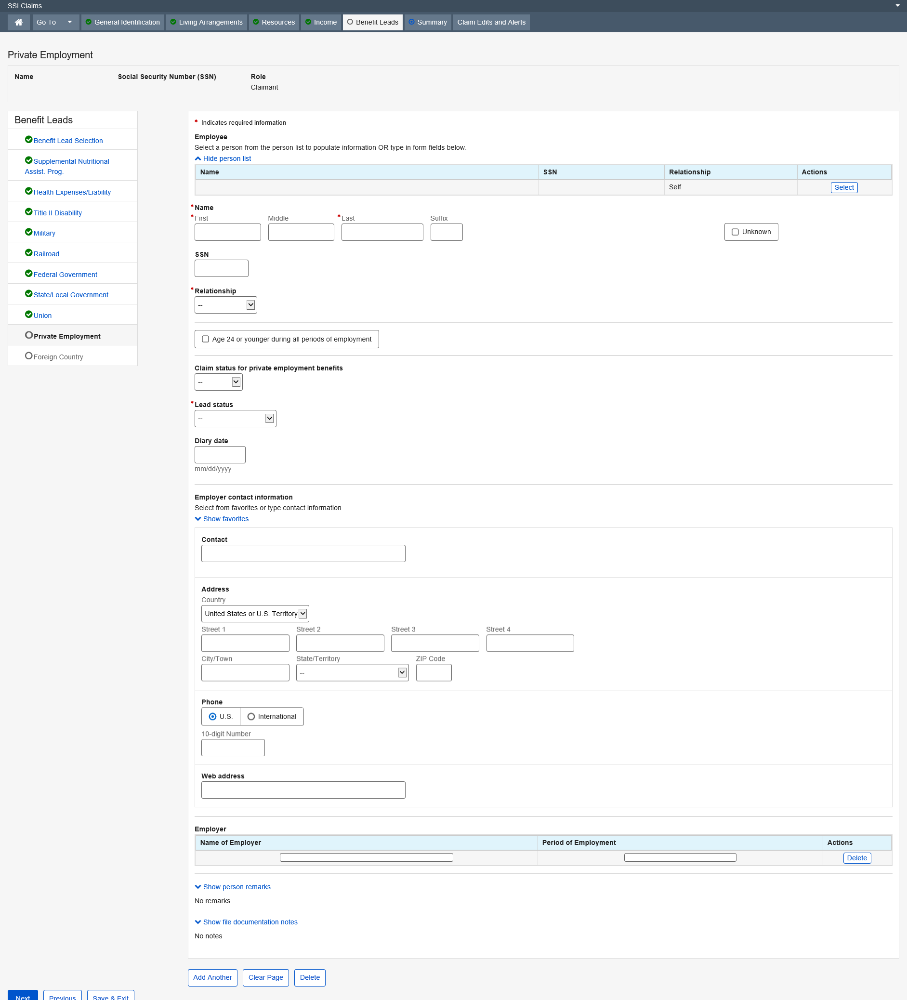 SSI Claims
Go To General Identification Living Arrangements Resources Income Benefit Leads Summary Claim Edits and Alerts
Private Employment
Name Social Security Number (SSN) Role
Claimant
Benefit Leads
Benefit Lead Selection
Supplemental Nutritional
Assist. Prog.
Health Expenses/Liability
Title II Disability
Military
Railroad
Federal Government
State/Local Government
Union
Private Employment
Foreign Country
* Indicates required information
Employee
Select a person from the person list to populate information OR type in form fields below.
Hide person list
Name SSN Relationship Actions
Self Select
* Name
* First Middle * Last Suffix
Unknown
SSN
* Relationship
--
Age 24 or younger during all periods of employment
Claim status for private employment benefits
--
* Lead status
--
Diary date
mm/dd/yyyy
Employer contact information
Select from favorites or type contact information
Show favorites
Contact
Address
Country
United States or U.S. Territory
Street 1 Street 2 Street 3 Street 4
City/Town State/Territory ZIP Code
--
Phone
U.S. International
10-digit Number
Web address
Employer
Name of Employer Period of Employment Actions
Delete
Show person remarks
No remarks
Show file documentation notes
No notes
Add Another Clear Page Delete
Next Previous Save & Exit